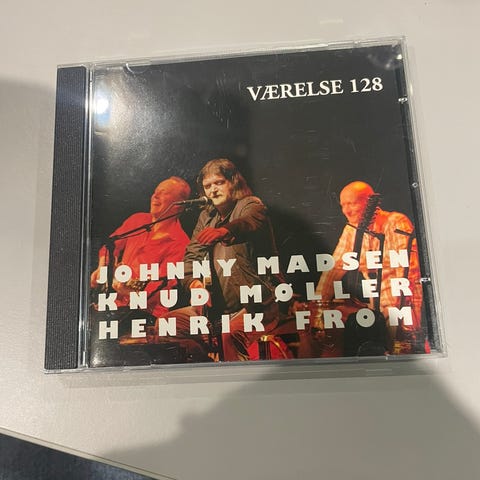 VÆRELSE 128
JOHNNY MADSEN
KNUD MØLLER
HENRIK FROM